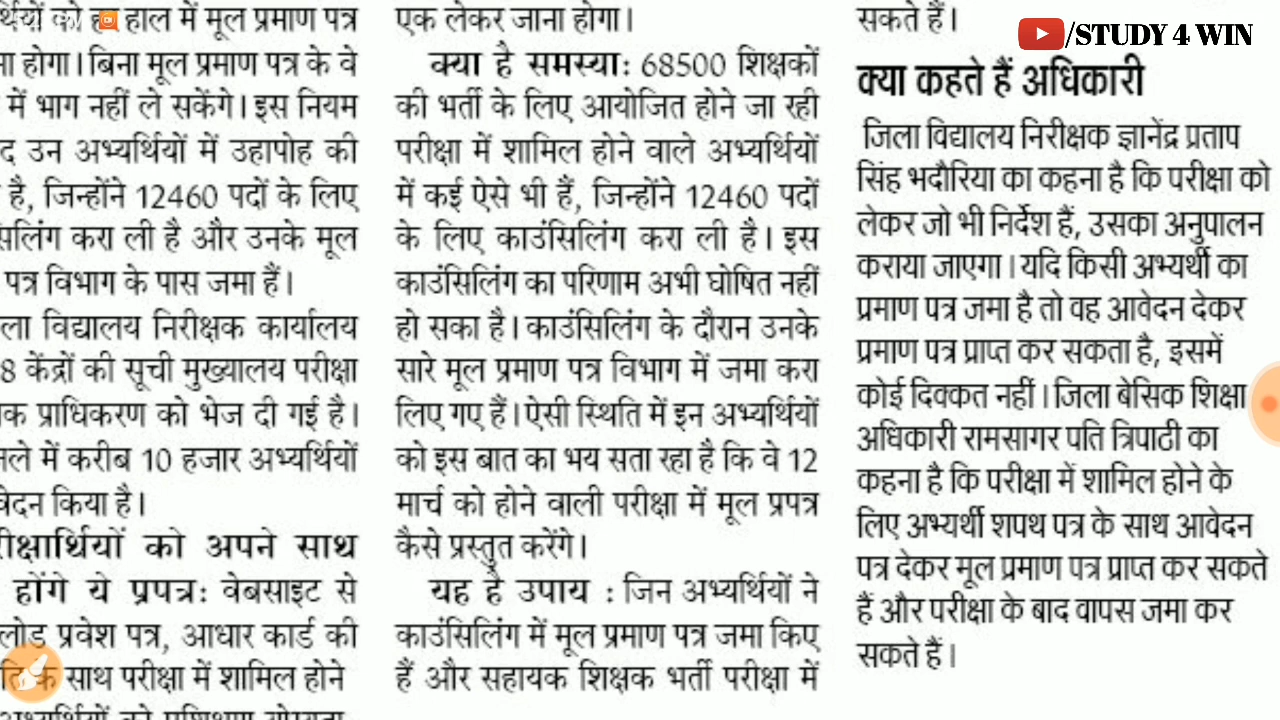 को हर हाल में मूल प्रमाण पत्र
होगा। बिना मूल प्रमाण पत्र के वे
में भाग नहीं ले सकेंगे। इस नियम
उन अभ्यर्थियों में उहापोह की
है, जिन्होंने 12460 पदों के लिए
करा ली है और उनके मूल
पत्र विभाग के पास जमा हैं।
विद्यालय निरीक्षक कार्यालय
8 केंद्रों की सूची मुख्यालय परीक्षा
प्राधिकरण को भेज दी गई है।
में करीब 10 हजार अभ्यर्थियों
किया है।
को अपने साथ
होंगे ये प्रपत्र: वेबसाइट से
प्रवेश पत्र, आधार कार्ड की
साथ परीक्षा में शामिल होने
एक लेकर जाना होगा।
क्या है समस्या: 68500 शिक्षकों
की भर्ती के लिए आयोजित होने जा रही
परीक्षा में शामिल होने वाले अभ्यर्थियों
में कई ऐसे भी हैं, जिन्होंने 12460 पदों
के लिए काउंसिलिंग करा ली है। इस
काउंसिलिंग का परिणाम अभी घोषित नहीं
हो सका है। काउंसिलिंग के दौरान उनके
सारे मूल प्रमाण पत्र विभाग में जमा करा
लिए गए हैं। ऐसी स्थिति में इन अभ्यर्थियों
को इस बात का भय सता रहा है कि वे 12
मार्च को होने वाली परीक्षा में मूल प्रपत्र
कैसे प्रस्तुत करेंगे।
यह है उपाय : जिन अभ्यर्थियों ने
काउंसिलिंग में मूल प्रमाण पत्र जमा किए
हैं और सहायक शिक्षक भर्ती परीक्षा में
सकते हैं।
/STUDY 4 WIN
क्या कहते हैं अधिकारी
जिला विद्यालय निरीक्षक ज्ञानेंद्र प्रताप
सिंह भदौरिया का कहना है कि परीक्षा को
लेकर जो भी निर्देश हैं, उसका अनुपालन
कराया जाएगा। यदि किसी अभ्यर्थी का
प्रमाण पत्र जमा है तो वह आवेदन देकर
प्रमाण पत्र प्राप्त कर सकता है, इसमें
कोई दिक्कत नहीं। जिला बेसिक शिक्षा
अधिकारी रामसागर पति त्रिपाठी का
कहना है कि परीक्षा में शामिल होने के
लिए अभ्यर्थी शपथ पत्र के साथ आवेदन
पत्र देकर मूल प्रमाण पत्र प्राप्त कर सकते
हैं और परीक्षा के बाद वापस जमा कर
सकते हैं।